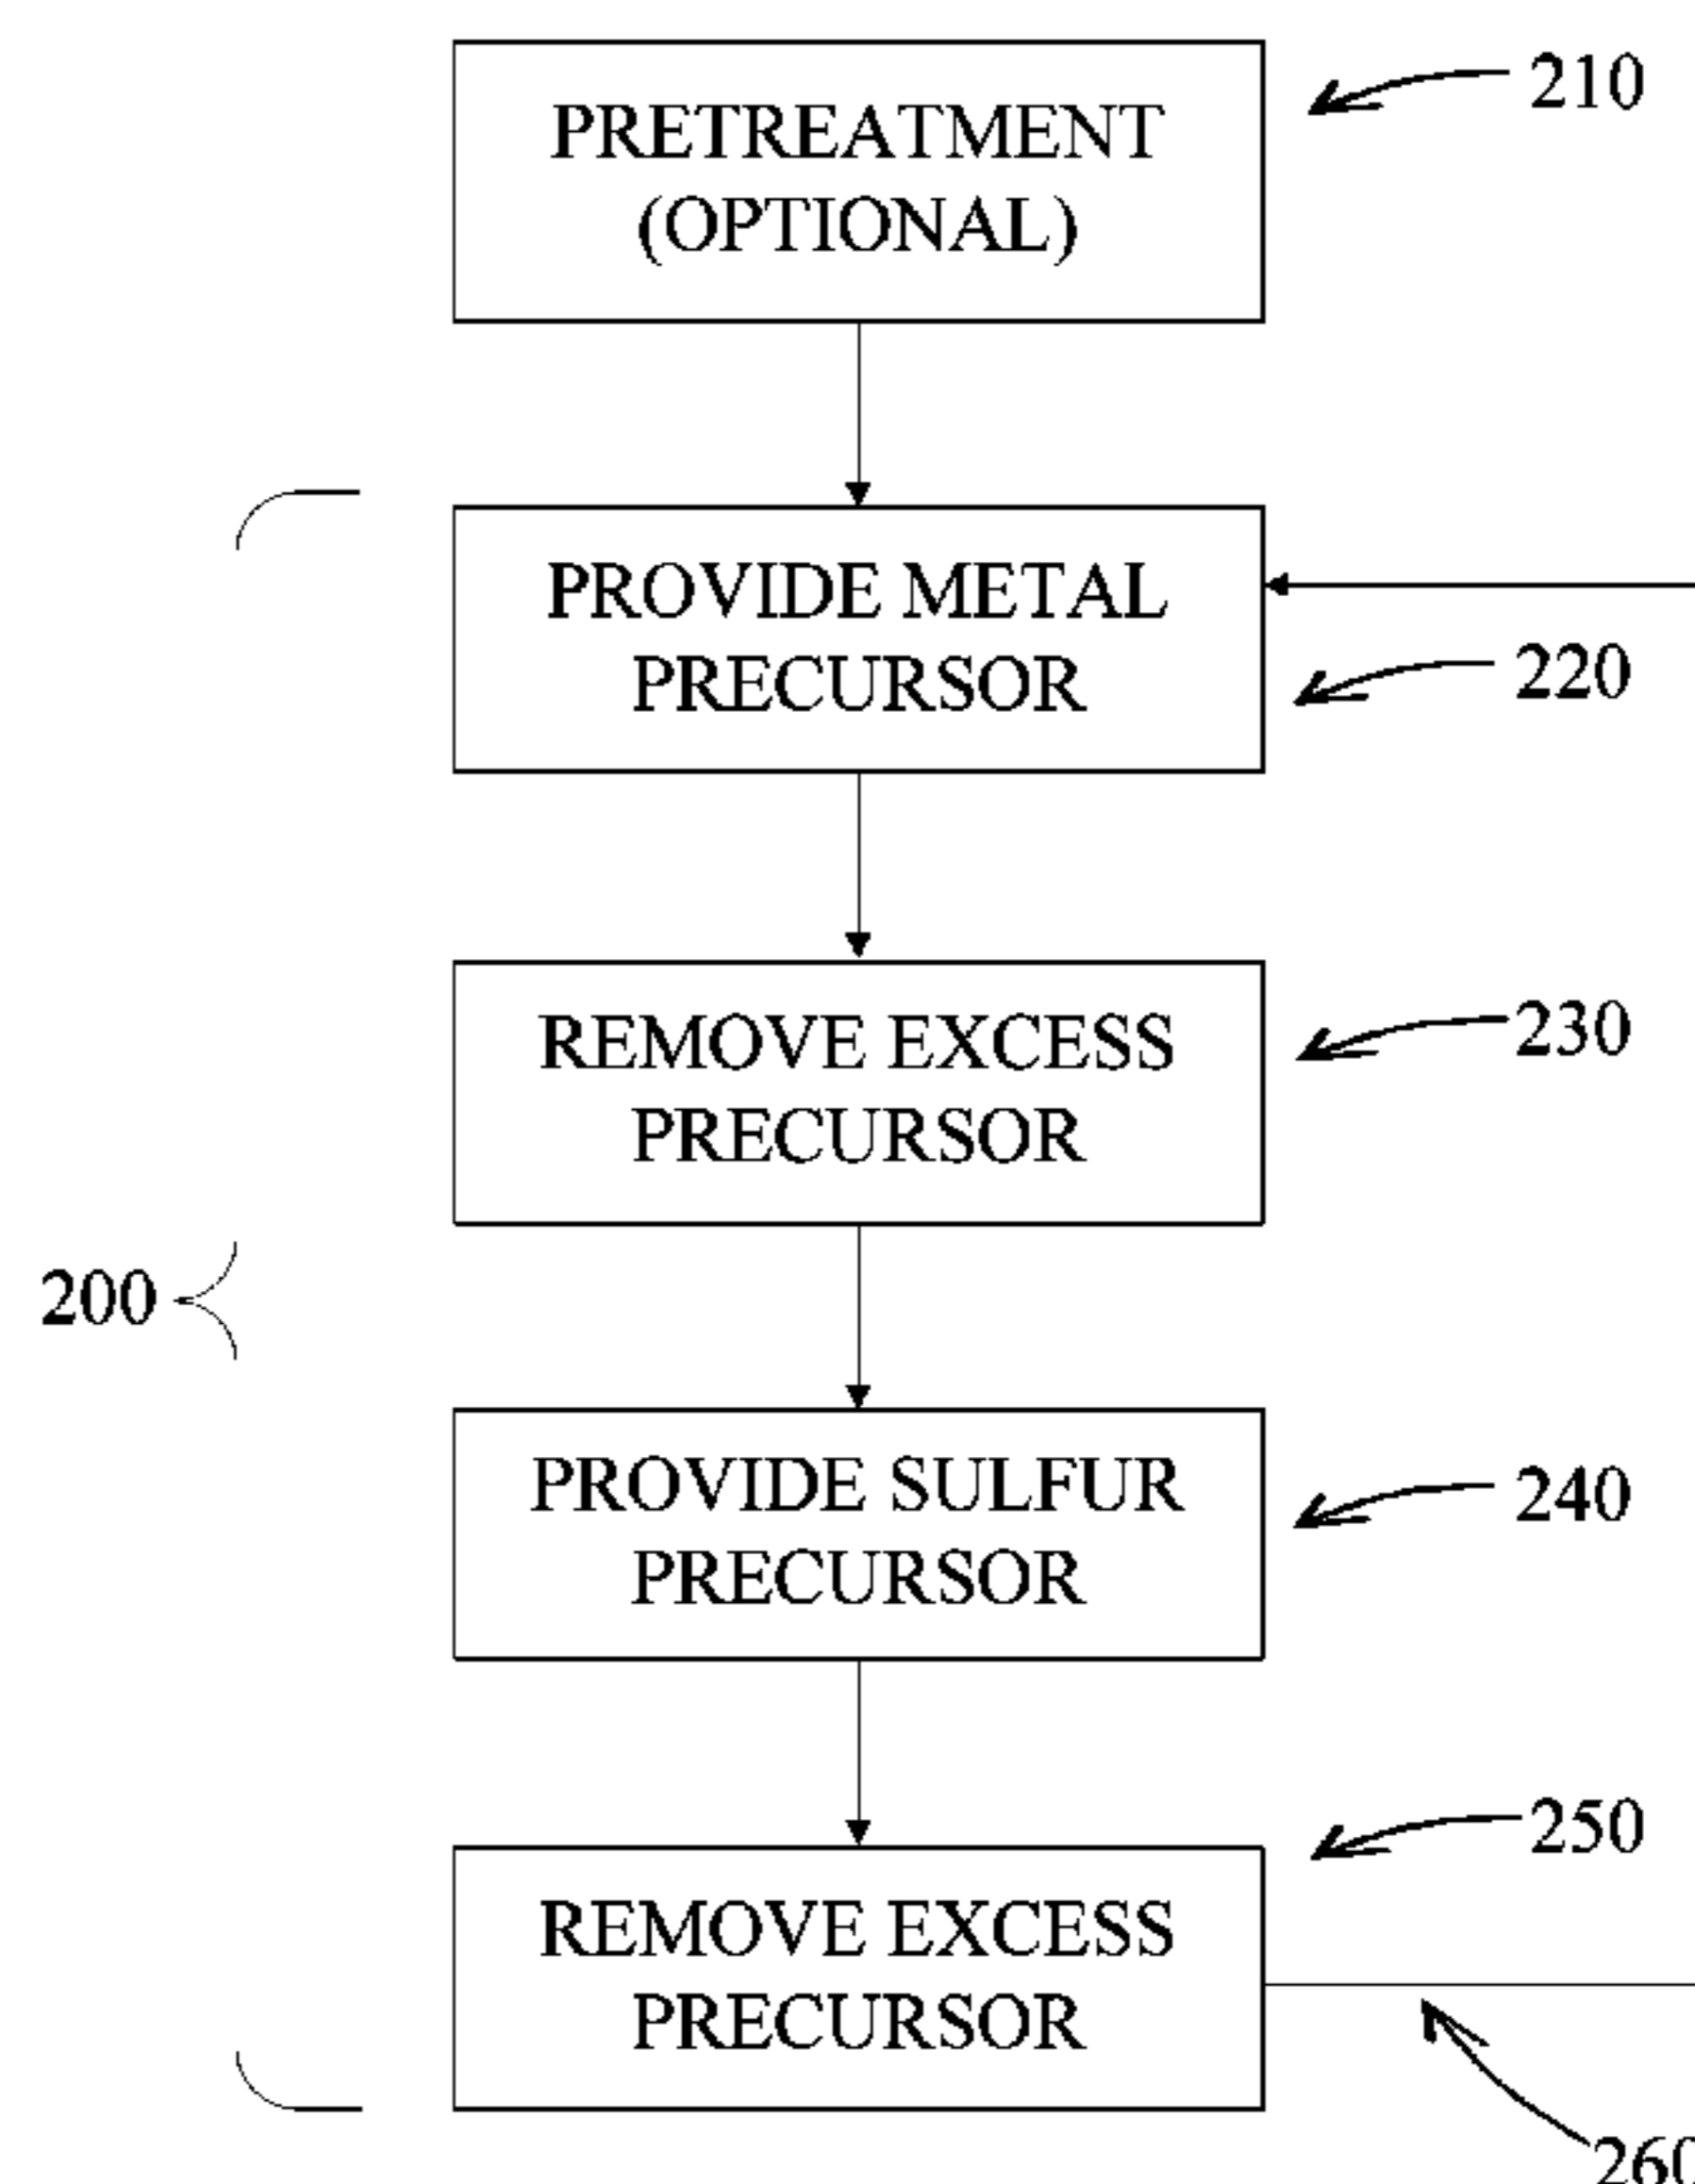 PRETREATMENT
(OPTIONAL)
210
PROVIDE METAL
PRECURSOR
220
REMOVE EXCESS
PRECURSOR
230
200
PROVIDE SULFUR
PRECURSOR
240
REMOVE EXCESS
PRECURSOR
250
260